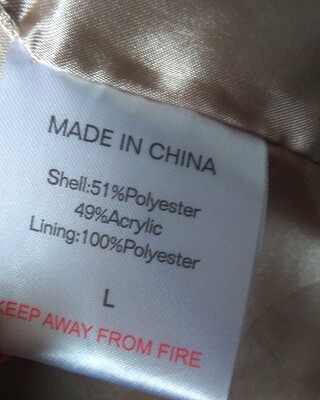 MADE IN CHINA
Shell:51%Polyester
49%Acrylic
Lining:100%Polyester
L
KEEP AWAY FROM FIRE